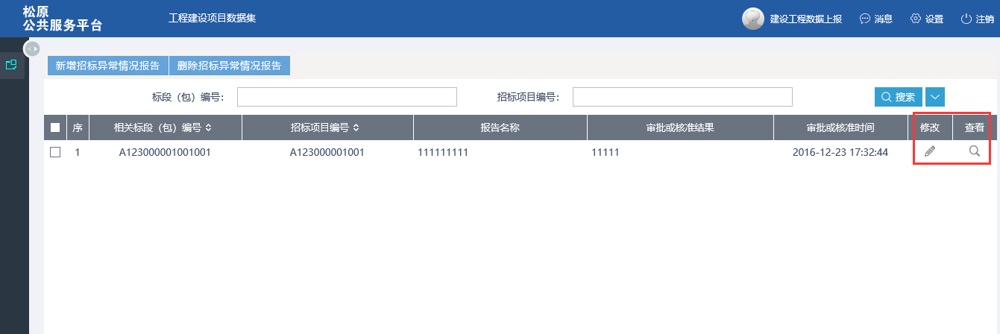 松原
公共服务平台
工程建设项目数据集
建设工程数据上报 消息 设置 注销
新增招标异常情况报告 删除招标异常情况报告
标段（包）编号： 招标项目编号： 搜索
序 相关标段（包）编号 招标项目编号 报告名称 审批或核准结果 审批或核准时间 修改 查看
1 A123000001001001 A123000001001 111111111 11111 2016-12-23 17:32:44